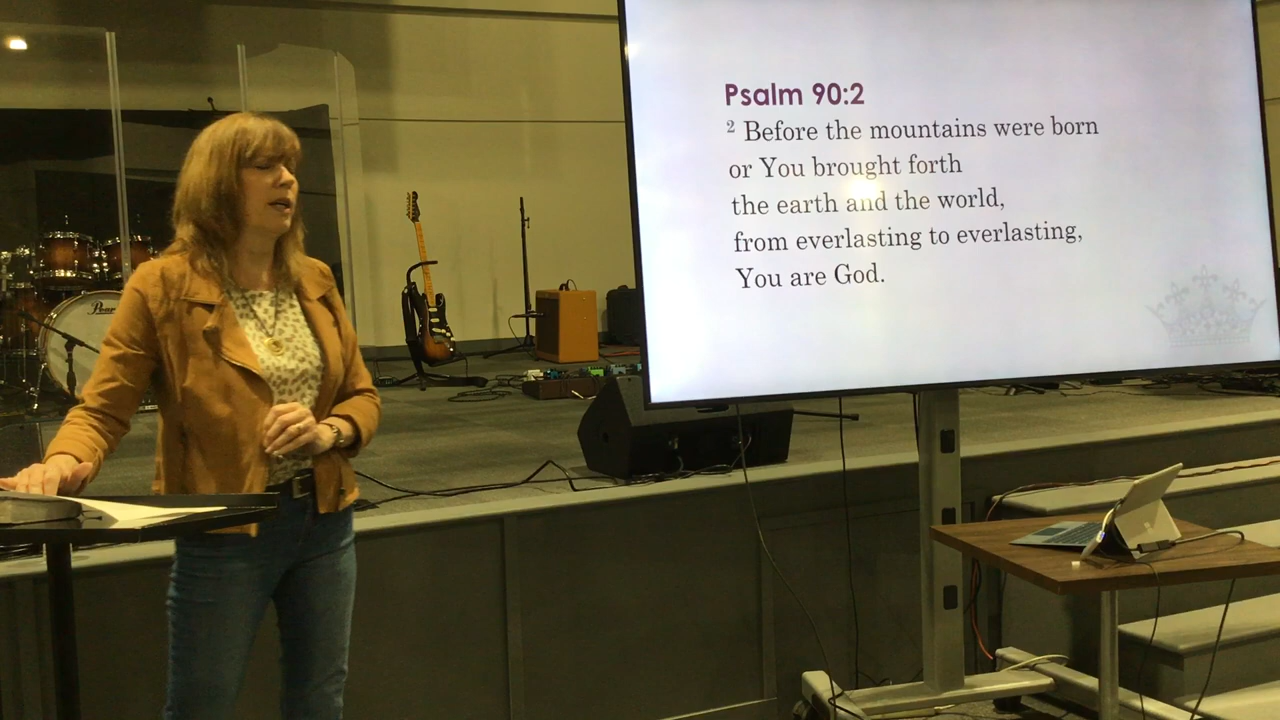 Psalm 90:2
2 Before the mountains were born
or You brought forth
the earth and the world,
from everlasting to everlasting,
You are God.